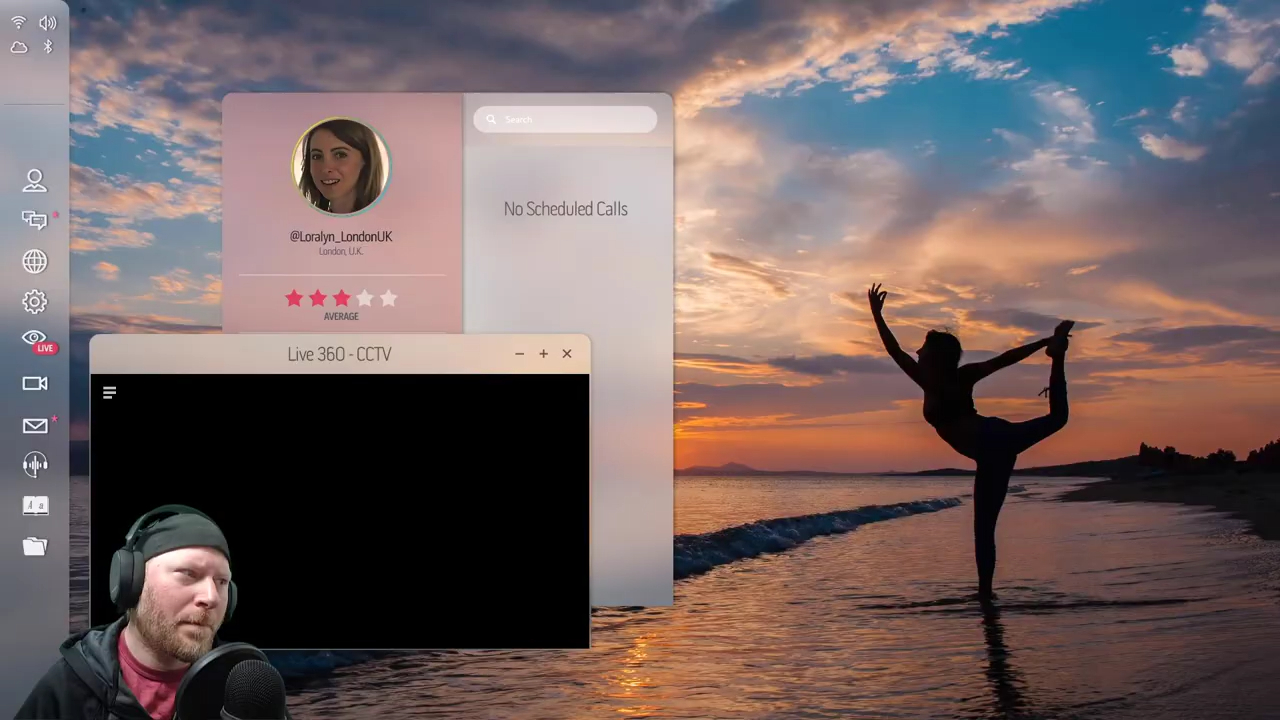 Search
@Loralyn_LondonUK
London, U.K.
No Scheduled Calls
AVERAGE
Live 360 - CCTV
LIVE
A a